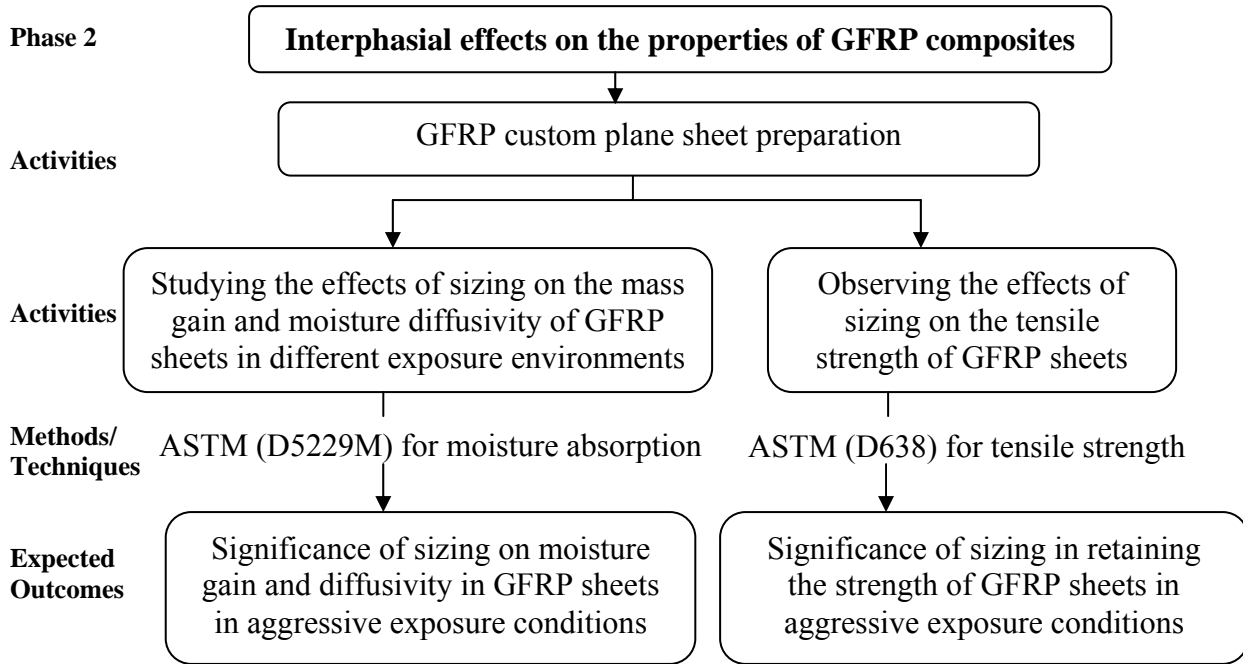 Phase 2
Interphasial effects on the properties of GFRP composites
Activities
GFRP custom plane sheet preparation
Activities
Studying the effects of sizing on the mass
gain and moisture diffusivity of GFRP
sheets in different exposure environments
Observing the effects of
sizing on the tensile
strength of GFRP sheets
Methods/
Techniques
ASTM (D5229M) for moisture absorption
ASTM (D638) for tensile strength
Expected
Outcomes
Significance of sizing on moisture
gain and diffusivity in GFRP sheets
in aggressive exposure conditions
Significance of sizing in retaining
the strength of GFRP sheets in
aggressive exposure conditions